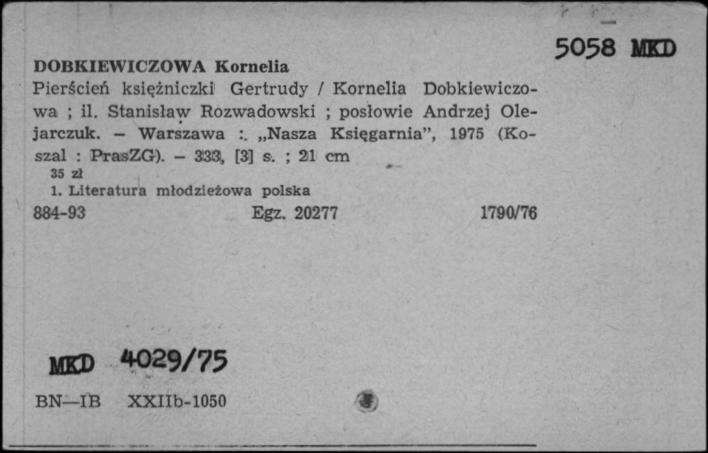 5058 MKD
DOBKIEWICZOWA Kornelia
Pierścień księżniczki Gertrudy / Kornelia Dobkiewiczo-
wa ; il. Stanisław Rozwadowski ; posłowie Andrzej Ole-
jarczuk. — Warszawa : „Nasza Księgarnia”, 1975 (Ko-
szal : PrasZG). — 333, [3] s. ; 21 cm
35 zł
1. Literatura młodzieżowa polska
884-93 Egz. 20277 1790/76
MKD 4029/75
BN—IB XXIIb-1050